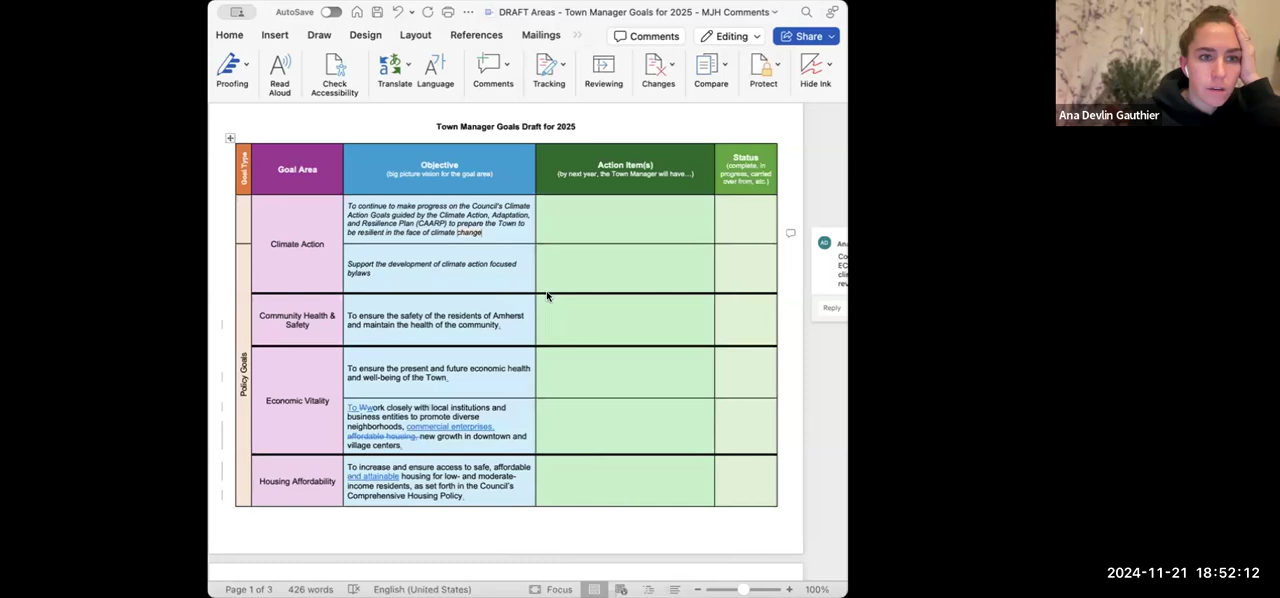 AutoSave
DRAFT Areas - Town Manager Goals for 2025 - MJH Comments
Home Insert Draw Design Layout References Mailings
Comments Editing Share
Proofing Read Aloud Check Accessibility Translate Language Comments Tracking Reviewing Changes Compare Protect Hide Ink
Town Manager Goals Draft for 2025
Goal Type
Goal Area
Objective
(big picture vision for the goal area)
Action Item(s)
(by next year, the Town Manager will have…)
Status
(complete, in
progress, carried
over from, etc.)
Policy Goals
Climate Action
To continue to make progress on the Council's Climate
Action Goals guided by the Climate Action, Adaptation,
and Resilience Plan (CAARP) to prepare the Town to
be resilient in the face of climate change
Support the development of climate action focused
bylaws
Community Health &
Safety
To ensure the safety of the residents of Amherst
and maintain the health of the community.
Economic Vitality
To ensure the present and future economic health
and well-being of the Town.
To Wwork closely with local institutions and
business entities to promote diverse
neighborhoods, commercial enterprises,
affordable housing, new growth in downtown and
village centers.
Housing Affordability
To increase and ensure access to safe, affordable
and attainable housing for low- and moderate-
income residents, as set forth in the Council's
Comprehensive Housing Policy.
AD
Reply
Page 1 of 3 426 words English (United States) Focus 100%
Ana Devlin Gauthier
2024-11-21 18:52:12